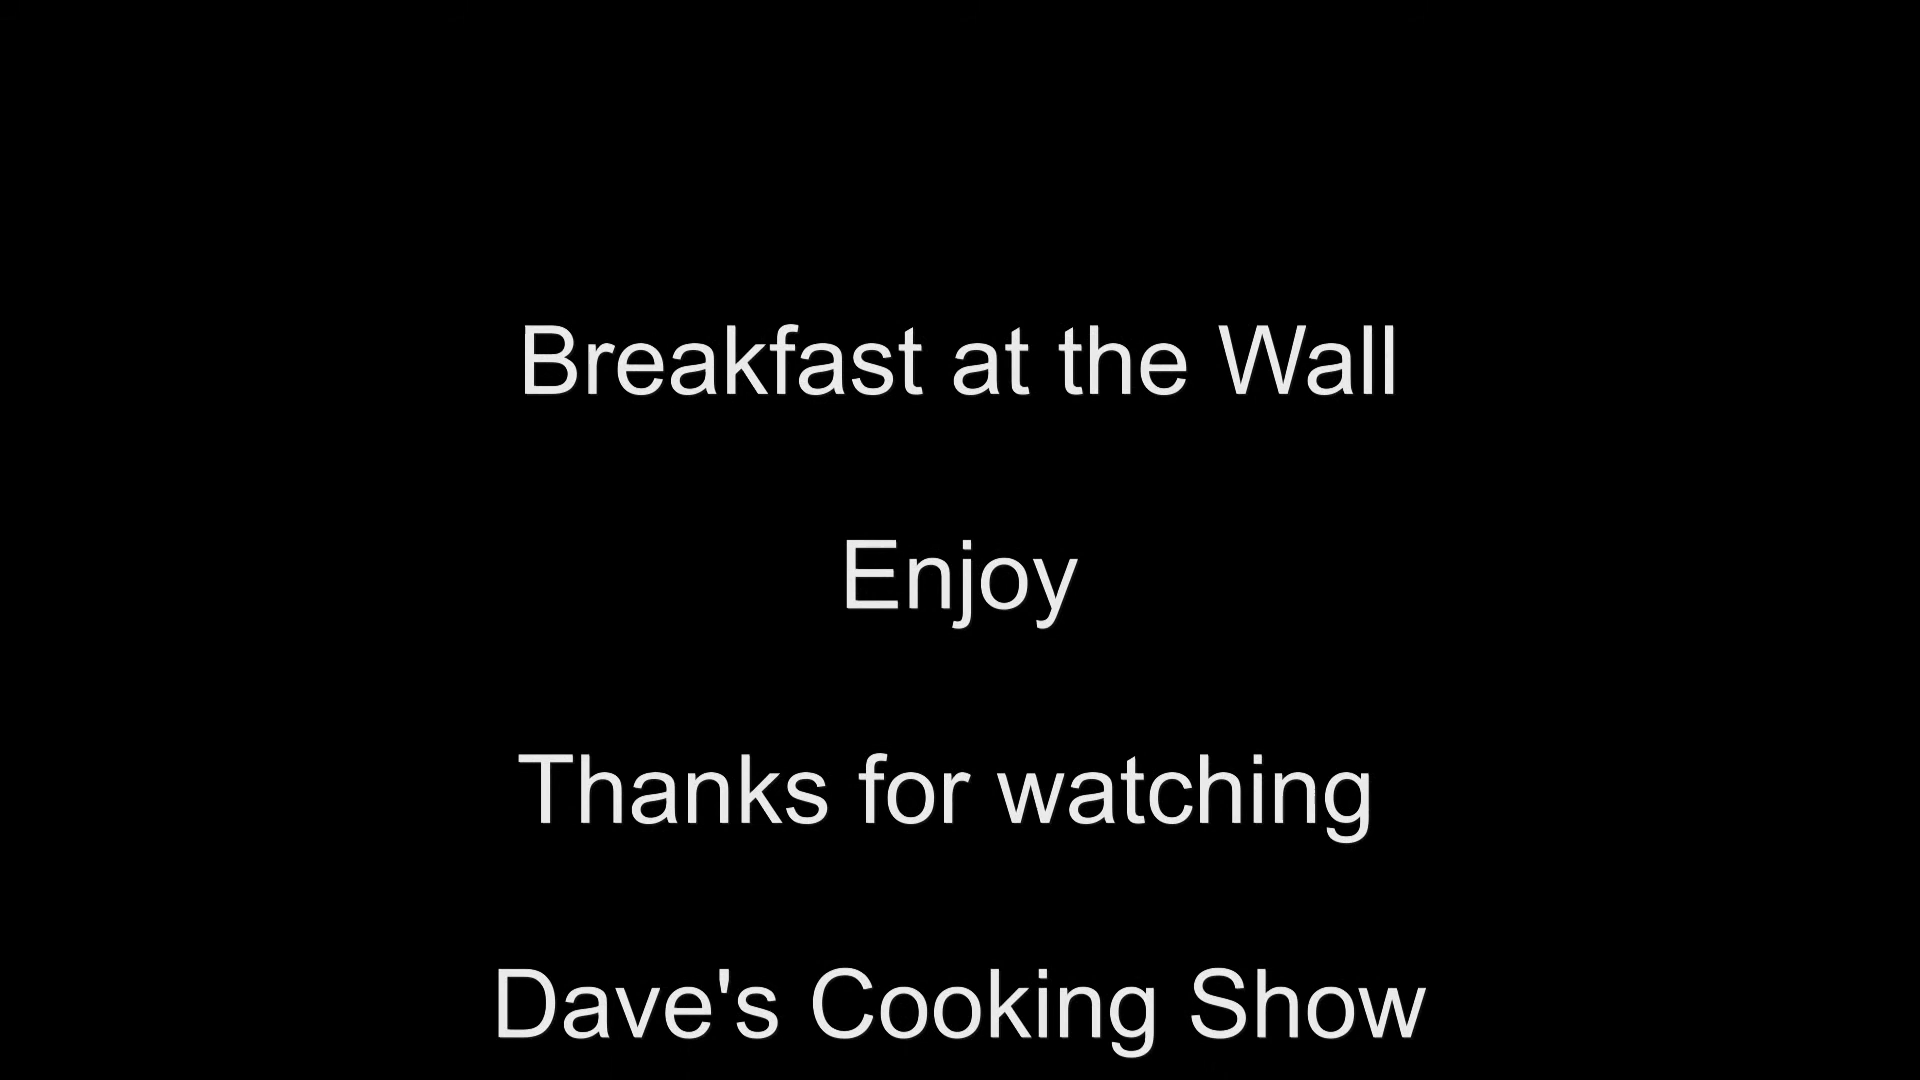 Breakfast at the Wall
Enjoy
Thanks for watching
Dave's Cooking Show